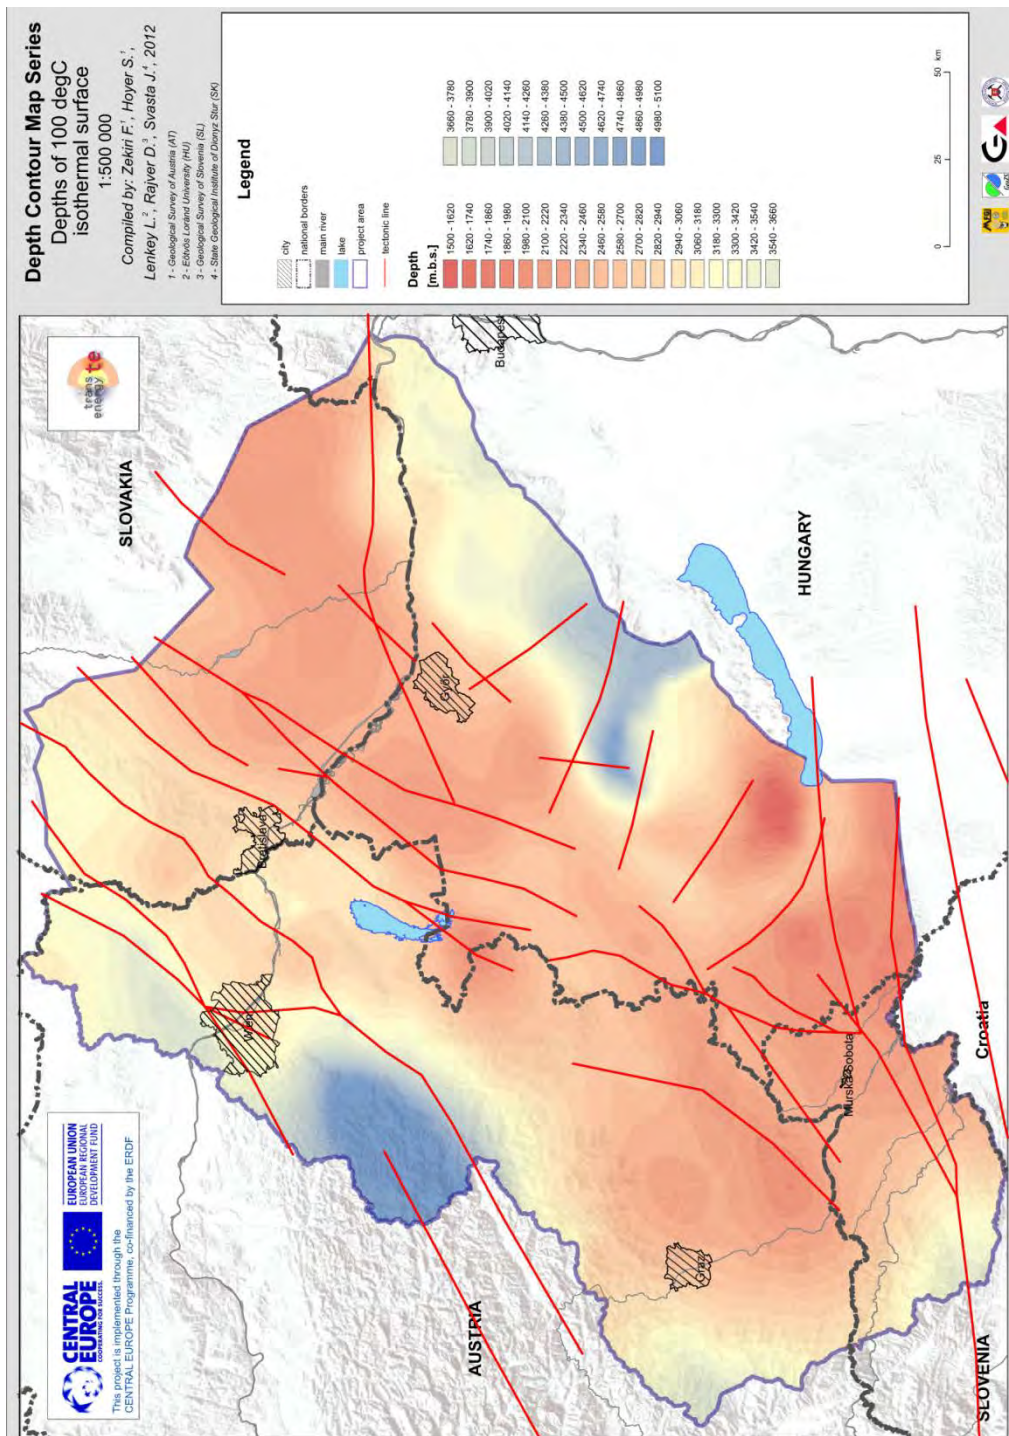 Depth Contour Map Series
Depths of 100 degC
isothermal surface
1:500 000
Compiled by: Zekiri F.¹, Hoyer S.¹,
Lenkey L.², Rajver D.³, Svasta J.⁴, 2012
1 - Geological Survey of Austria (AT)
2 - Eötvös Loránd University (HU)
3 - Geological Survey of Slovenia (SL)
4 - State Geological Institute of Dionyz Stur (SK)
Legend
city
national borders
main river
lake
project area
tectonic line
Depth
[m.b.s.]
1500 - 1620
1620 - 1740
1740 - 1860
1860 - 1980
1980 - 2100
2100 - 2220
2220 - 2340
2340 - 2460
2460 - 2580
2580 - 2700
2700 - 2820
2820 - 2940
2940 - 3060
3060 - 3180
3180 - 3300
3300 - 3420
3420 - 3540
3540 - 3660
3660 - 3780
3780 - 3900
3900 - 4020
4020 - 4140
4140 - 4260
4260 - 4380
4380 - 4500
4500 - 4620
4620 - 4740
4740 - 4860
4860 - 4980
4980 - 5100
0 25 50 km
trans
energy te
SLOVAKIA
Budapest
Bratislava
Győr
Wien
HUNGARY
AUSTRIA
Graz
Murska Sobota
Croatia
SLOVENIA
CENTRAL
EUROPE
COOPERATING FOR SUCCESS.
EUROPEAN UNION
EUROPEAN REGIONAL
DEVELOPMENT FUND
This project is implemented through the
CENTRAL EUROPE Programme, co-financed by the ERDF